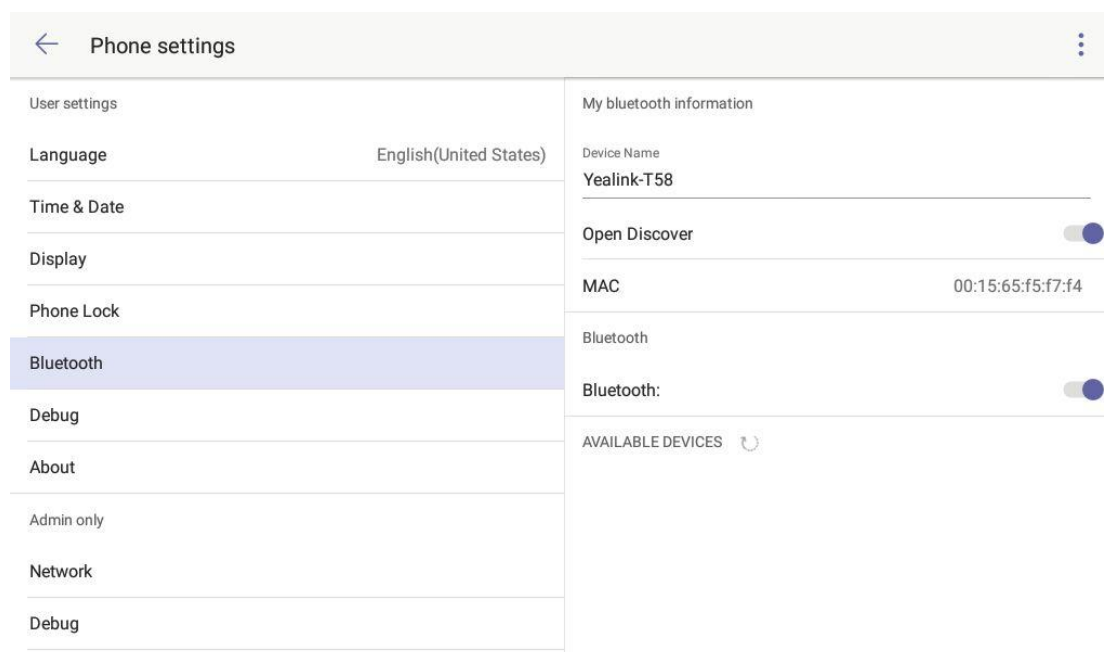 Phone settings
User settings
Language English(United States)
Time & Date
Display
Phone Lock
Bluetooth
Debug
About
Admin only
Network
Debug
My bluetooth information
Device Name
Yealink-T58
Open Discover
MAC 00:15:65:f5:f7:f4
Bluetooth
Bluetooth:
AVAILABLE DEVICES